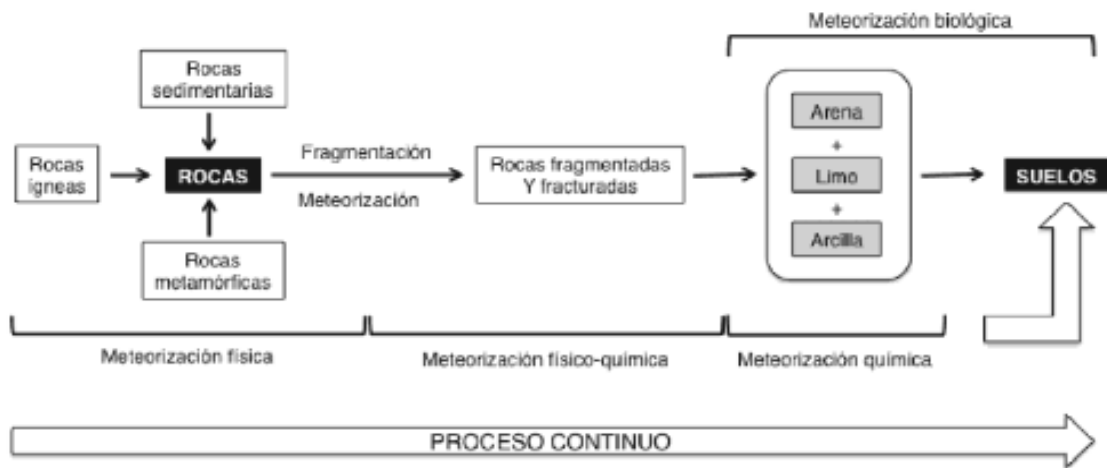 Meteorización biológica
Rocas
sedimentarias
Rocas
ígneas
ROCAS
Fragmentación
Meteorización
Rocas fragmentadas
Y fracturadas
Arena
+
Limo
+
Arcilla
SUELOS
Rocas
metamórficas
Meteorización física
Meteorización físico-química
Meteorización química
PROCESO CONTINUO